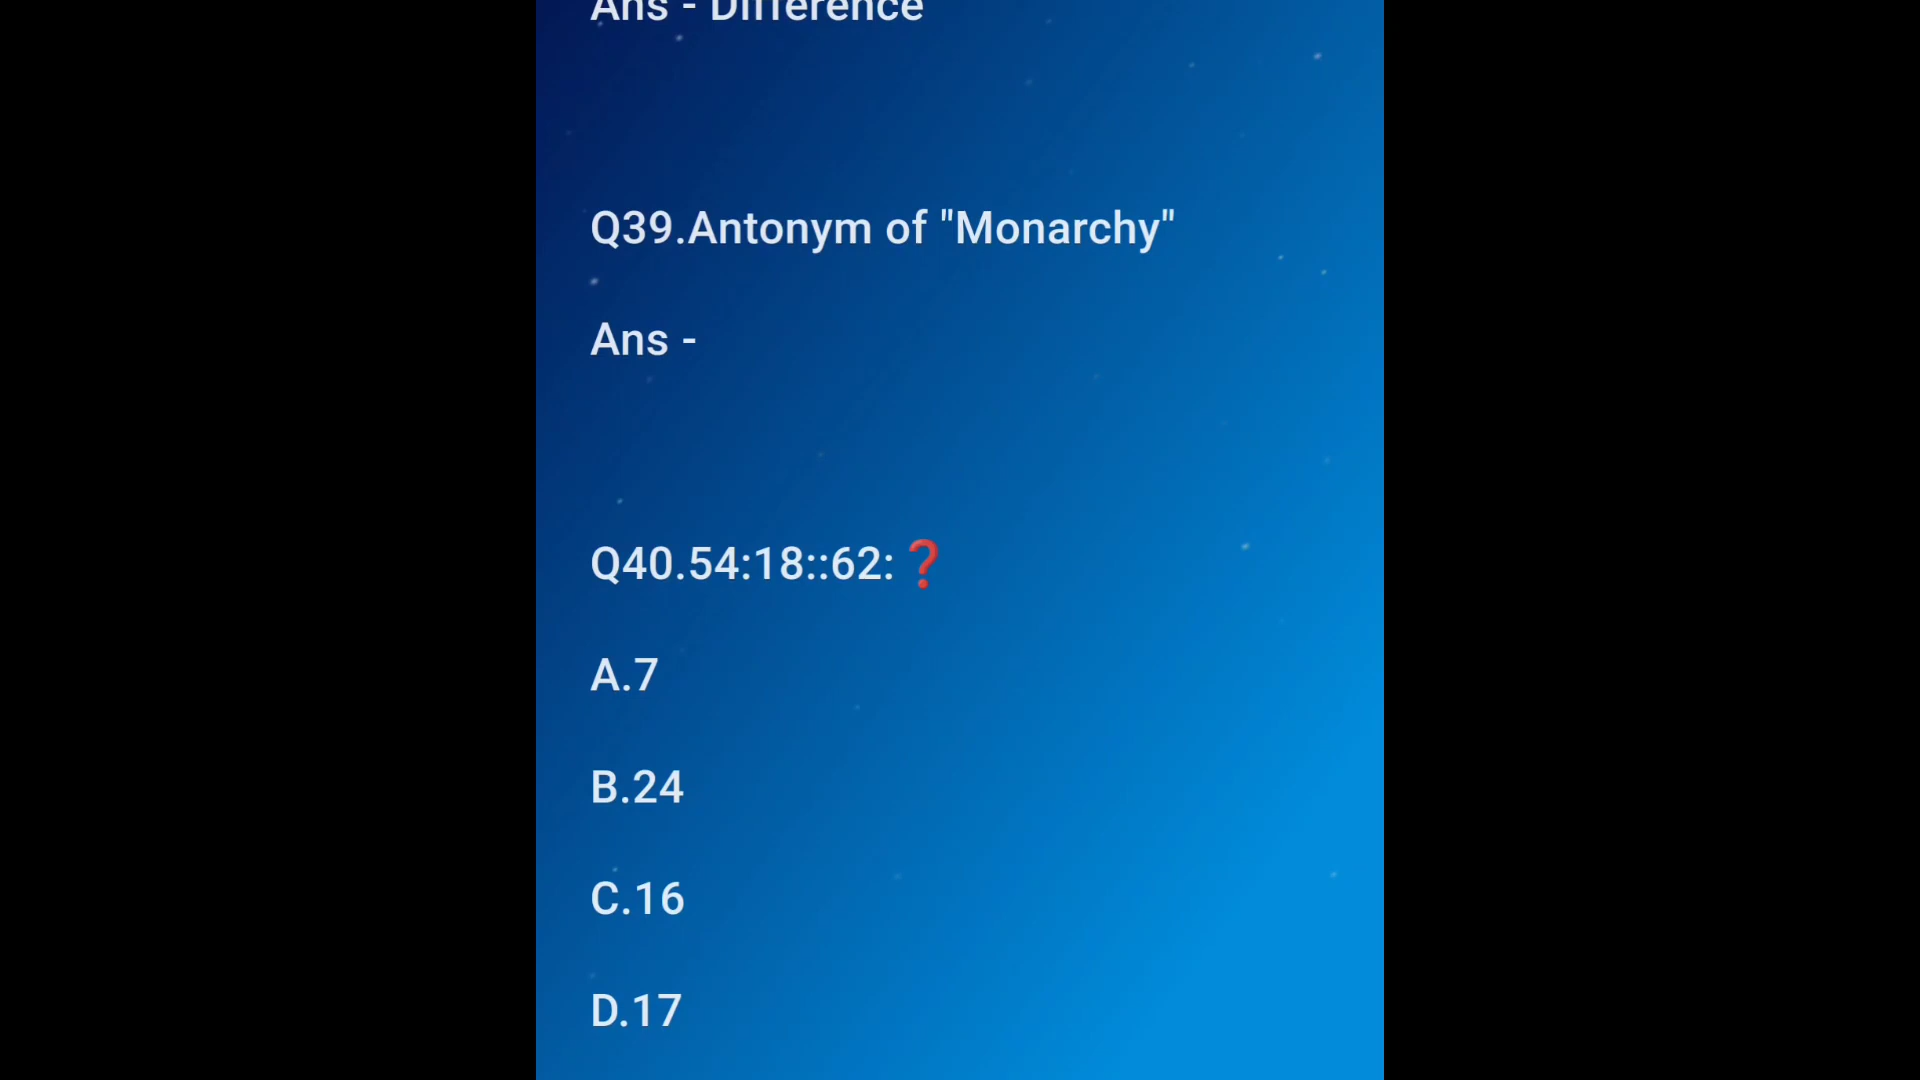 Ans - Difference
Q39.Antonym of "Monarchy"
Ans -
Q40.54:18::62:❓
A.7
B.24
C.16
D.17